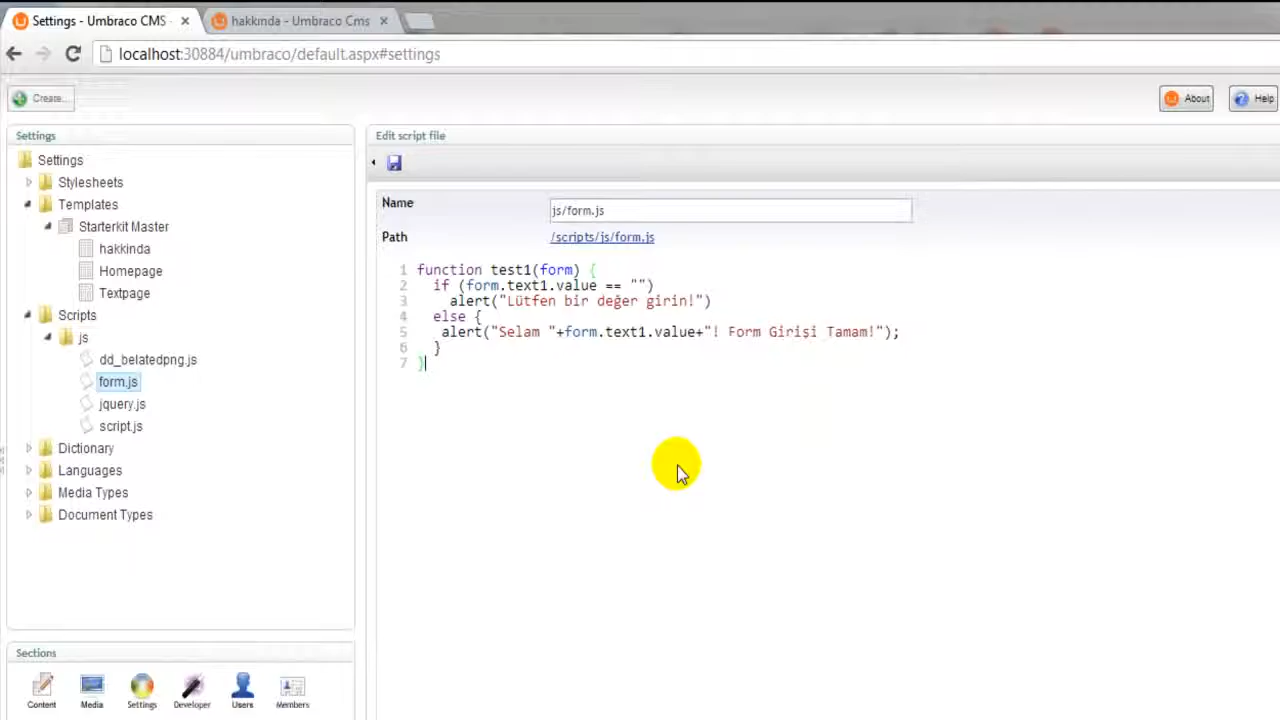 Settings - Umbraco CMS -
hakkında - Umbraco Cms
localhost:30884/umbraco/default.aspx#settings
Create...
About
Help
Settings
Edit script file
Settings
Stylesheets
Templates
Starterkit Master
hakkinda
Homepage
Textpage
Scripts
js
dd_belatedpng.js
form.js
jquery.js
script.js
Dictionary
Languages
Media Types
Document Types
Name
js/form.js
Path
/scripts/js/form.js
1 function test1(form) {
2 if (form.text1.value == "")
3 alert("Lütfen bir değer girin!")
4 else {
5 alert("Selam "+form.text1.value+"! Form Girişi Tamam!");
6 }
7 }
Sections
Content
Media
Settings
Developer
Users
Members